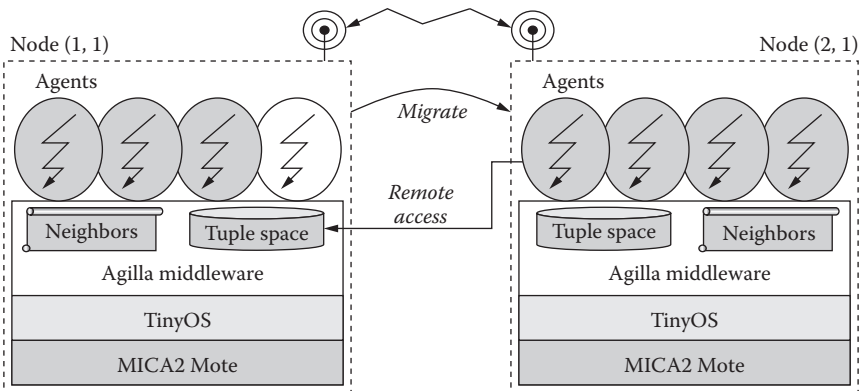 Node (1, 1)
Node (2, 1)
Agents
Agents
Migrate
Remote
access
Neighbors
Tuple space
Tuple space
Neighbors
Agilla middleware
Agilla middleware
TinyOS
TinyOS
MICA2 Mote
MICA2 Mote